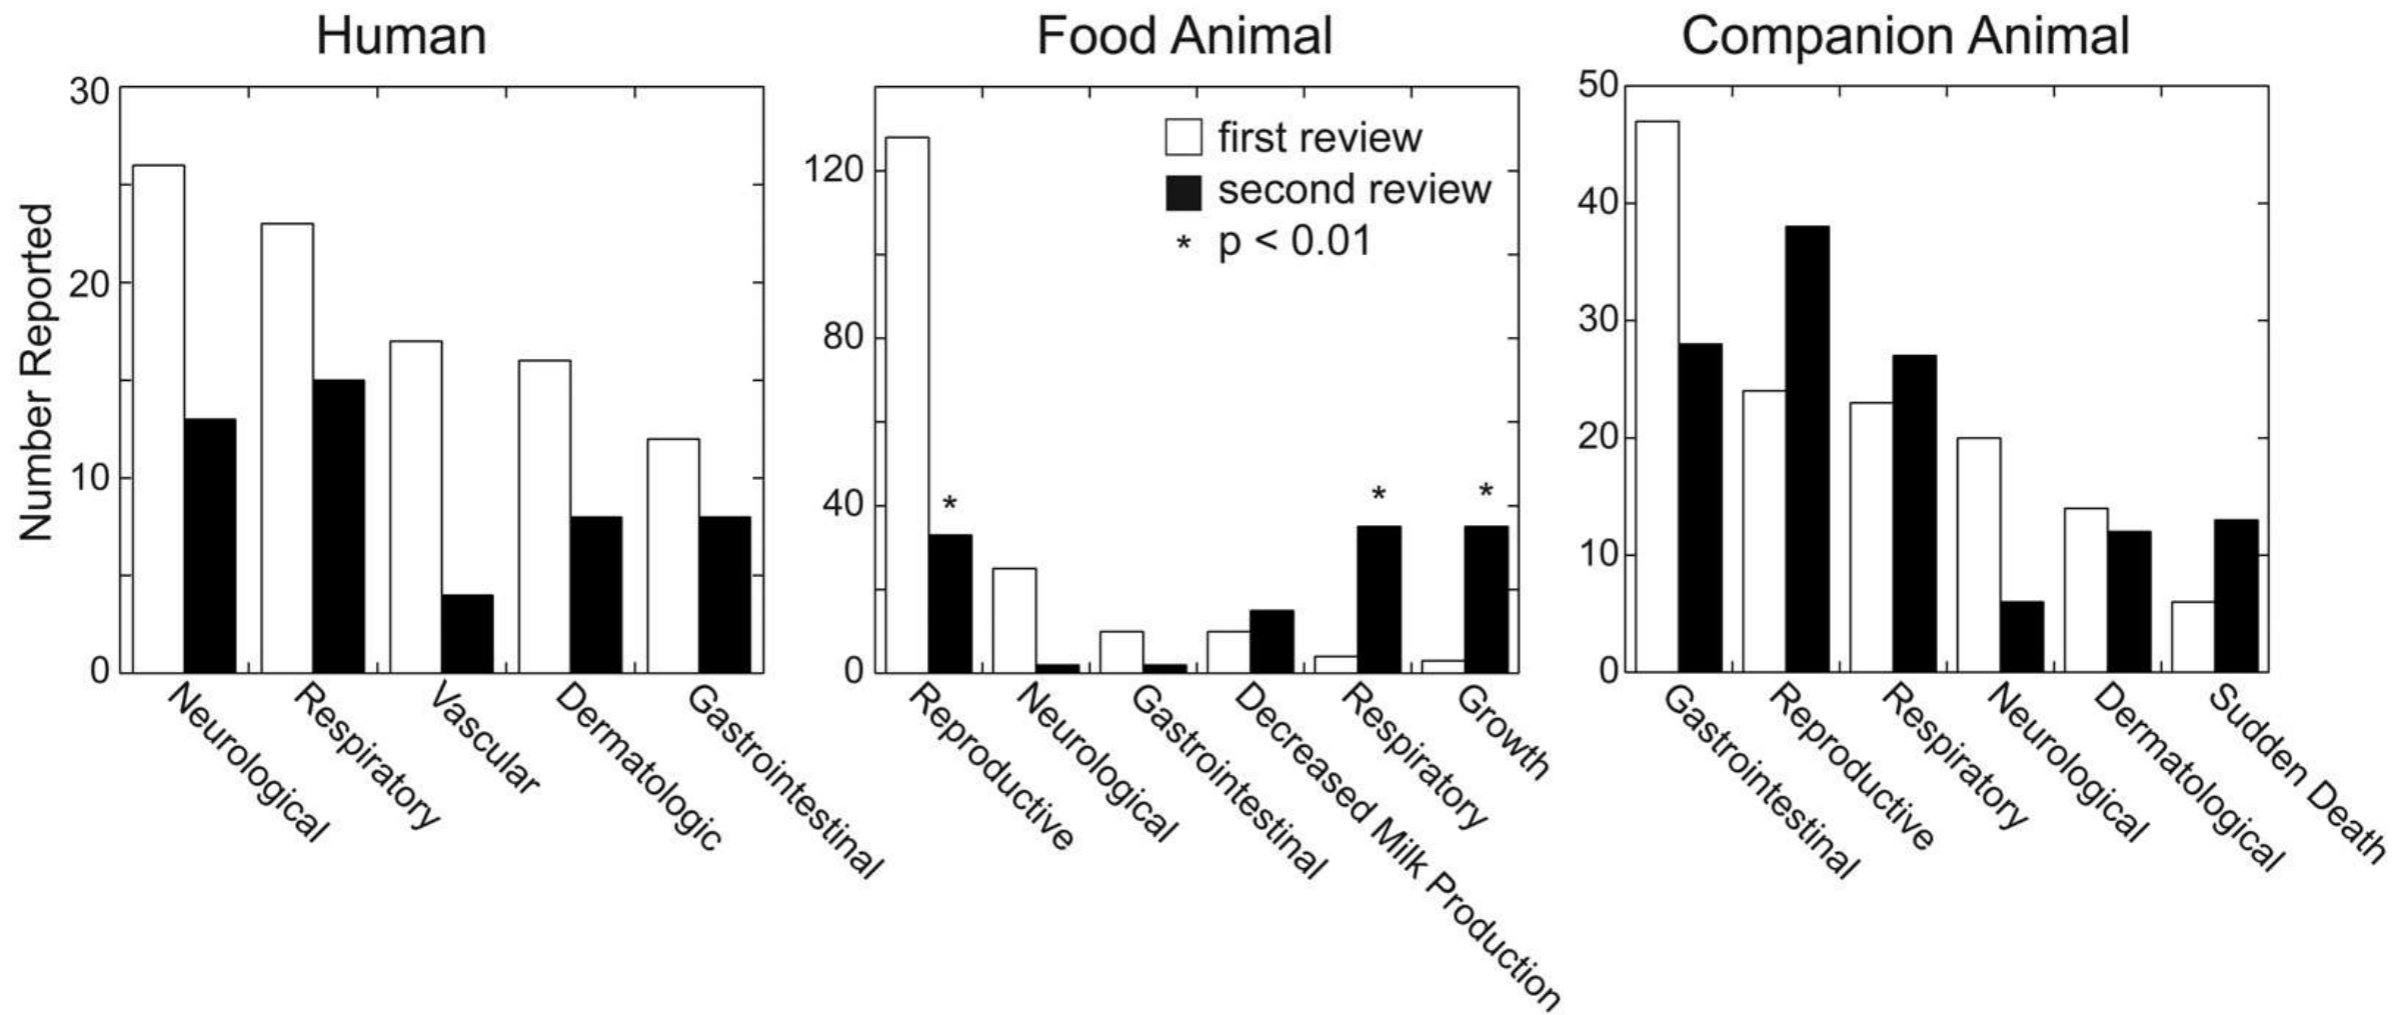 Human
Food Animal
Companion Animal
Number Reported
30
20
10
0
Neurological
Respiratory
Vascular
Dermatologic
Gastrointestinal
120
80
40
0
first review
second review
* p < 0.01
*
*
*
Reproductive
Neurological
Gastrointestinal
Decreased Milk Production
Respiratory
Growth
50
40
30
20
10
0
Gastrointestinal
Reproductive
Respiratory
Neurological
Dermatological
Sudden Death